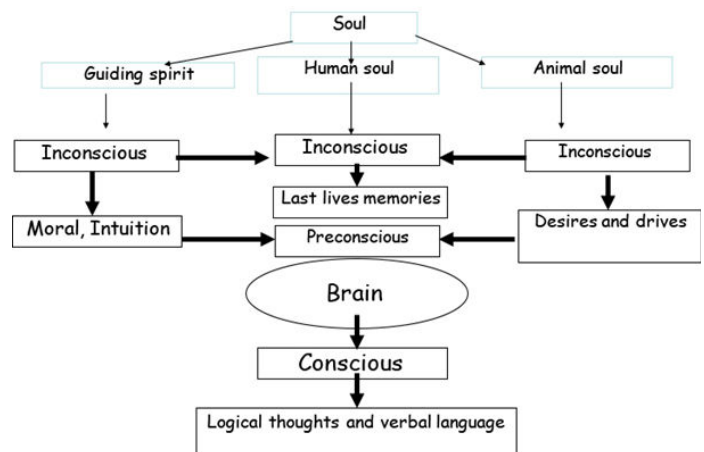 Soul
Guiding spirit
Human soul
Animal soul
Inconscious
Inconscious
Inconscious
Last lives memories
Moral, Intuition
Preconscious
Desires and drives
Brain
Conscious
Logical thoughts and verbal language